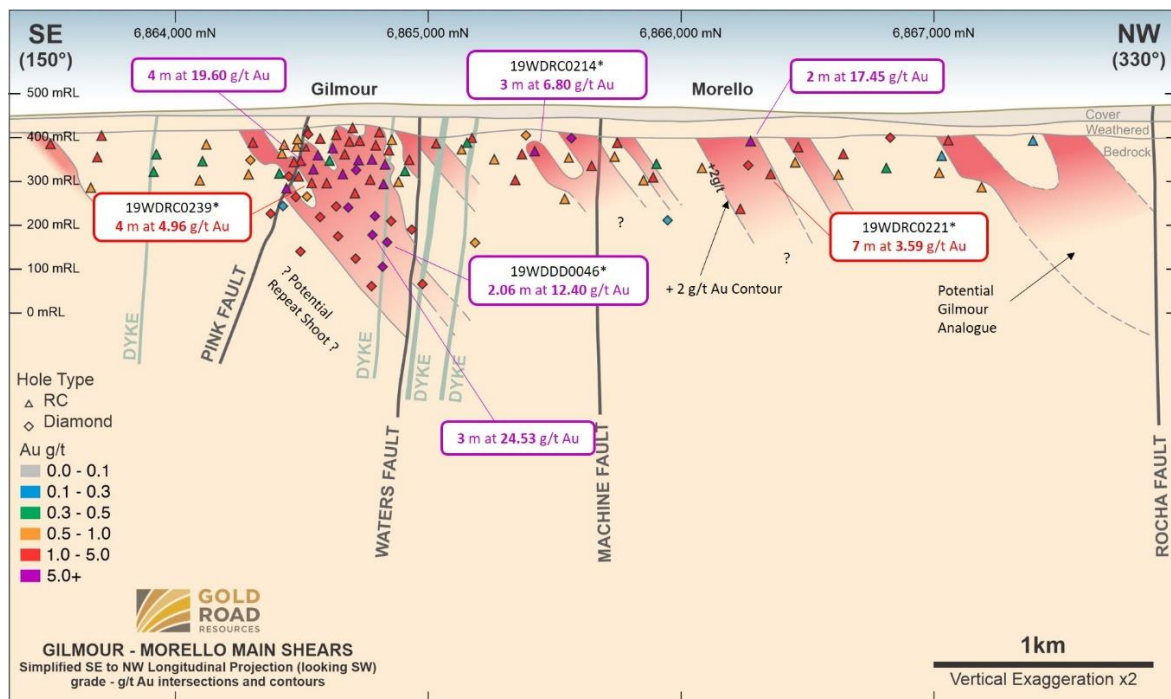 SE
(150°)
6,864,000 mN
6,865,000 mN
6,866,000 mN
6,867,000 mN
NW
(330°)
4 m at 19.60 g/t Au
Gilmour
19WDRC0214*
3 m at 6.80 g/t Au
Morello
2 m at 17.45 g/t Au
500 mRL
400 mRL
300 mRL
200 mRL
100 mRL
0 mRL
Cover
Weathered
Bedrock
+2g/t
19WDRC0239*
4 m at 4.96 g/t Au
19WDRC0221*
7 m at 3.59 g/t Au
?
?
19WDDD0046*
2.06 m at 12.40 g/t Au
+ 2 g/t Au Contour
Potential
Gilmour
Analogue
? Potential
Repeat Shoot ?
DYKE
PINK FAULT
DYKE
DYKE
DYKE
WATERS FAULT
MACHINE FAULT
ROCHA FAULT
3 m at 24.53 g/t Au
Hole Type
RC
Diamond
Au g/t
0.0 - 0.1
0.1 - 0.3
0.3 - 0.5
0.5 - 1.0
1.0 - 5.0
5.0+
GOLD
ROAD
RESOURCES
GILMOUR - MORELLO MAIN SHEARS
Simplified SE to NW Longitudinal Projection (looking SW)
grade - g/t Au intersections and contours
1km
Vertical Exaggeration x2